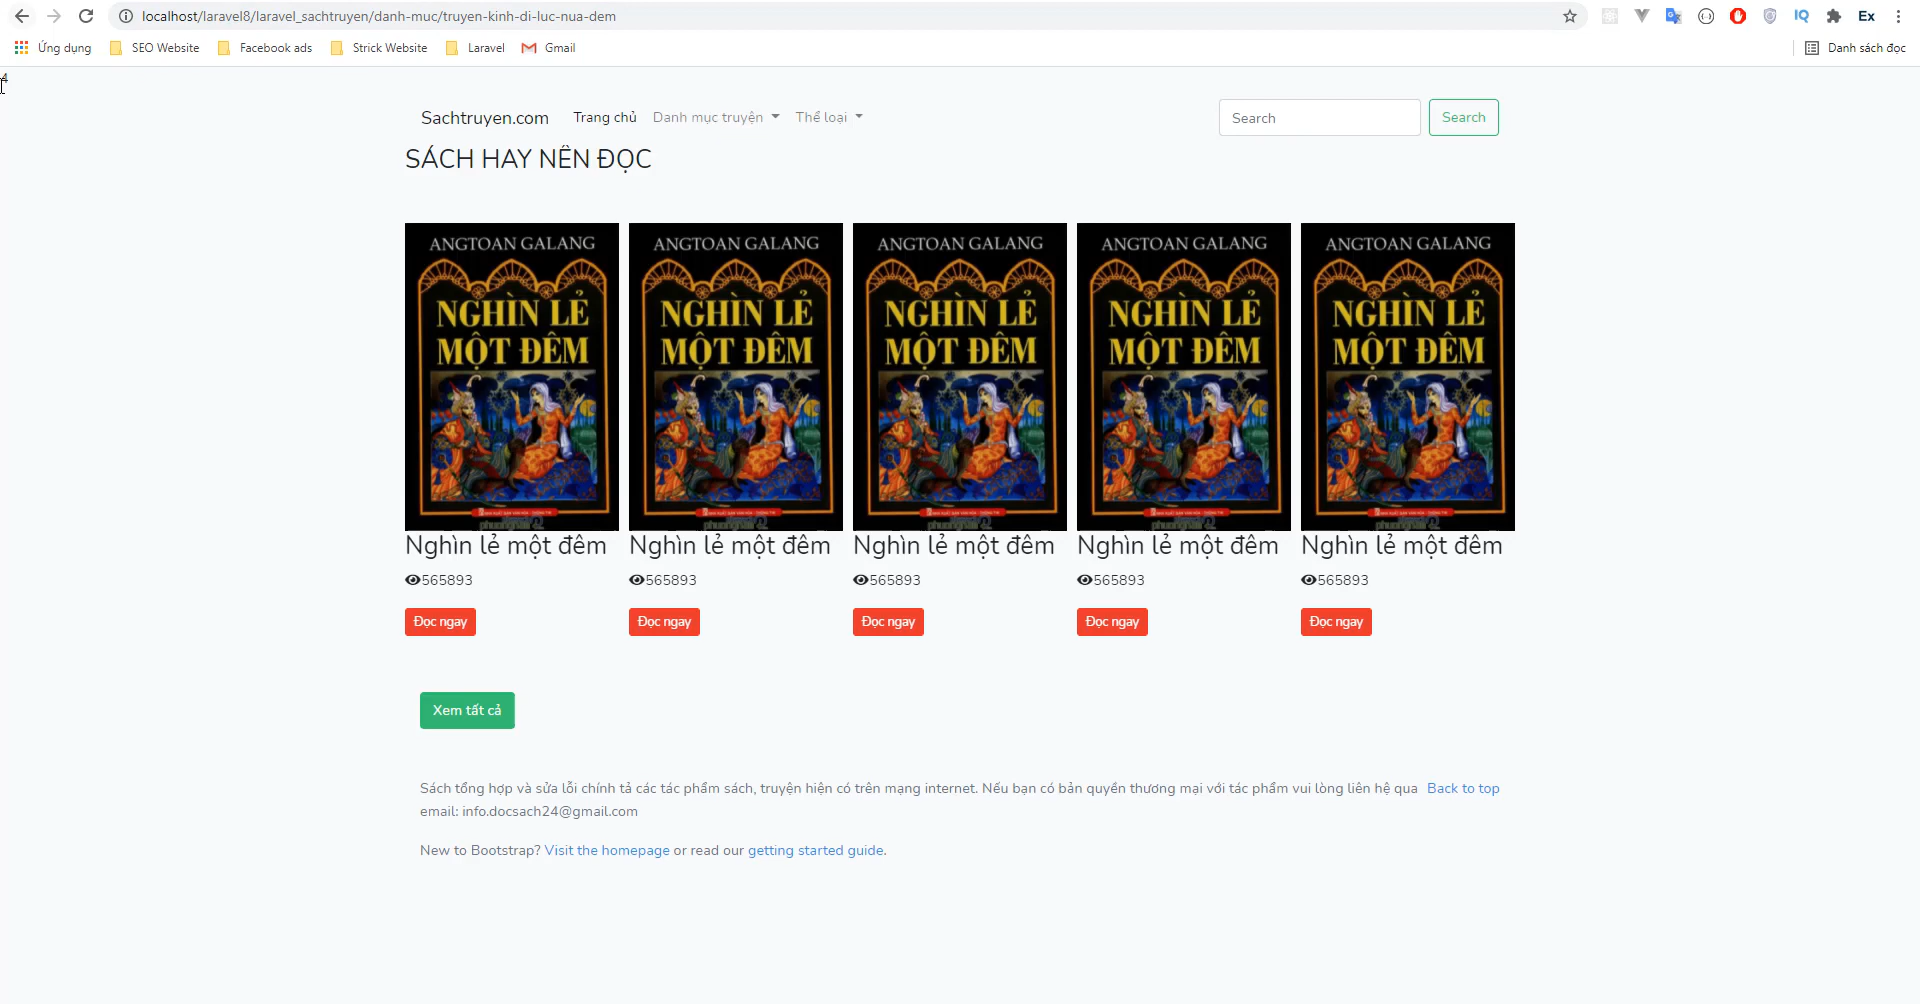 localhost/laravel8/laravel_sachtruyen/danh-muc/truyen-kinh-di-luc-nua-dem
IQ
Ex
Ứng dụng SEO Website Facebook ads Strick Website Laravel Gmail Danh sách đọc
4
Sachtruyen.com Trang chủ Danh mục truyện Thể loại Search Search
SÁCH HAY NÊN ĐỌC
ANGTOAN GALANG ANGTOAN GALANG ANGTOAN GALANG ANGTOAN GALANG ANGTOAN GALANG
NGHÌN LẺ NGHÌN LẺ NGHÌN LẺ NGHÌN LẺ NGHÌN LẺ
MỘT ĐÊM MỘT ĐÊM MỘT ĐÊM MỘT ĐÊM MỘT ĐÊM
Nghìn lẻ một đêm Nghìn lẻ một đêm Nghìn lẻ một đêm Nghìn lẻ một đêm Nghìn lẻ một đêm
565893 565893 565893 565893 565893
Đọc ngay Đọc ngay Đọc ngay Đọc ngay Đọc ngay
Xem tất cả
Sách tổng hợp và sửa lỗi chính tả các tác phẩm sách, truyện hiện có trên mạng internet. Nếu bạn có bản quyền thương mại với tác phẩm vui lòng liên hệ qua Back to top
email: info.docsach24@gmail.com
New to Bootstrap? Visit the homepage or read our getting started guide.